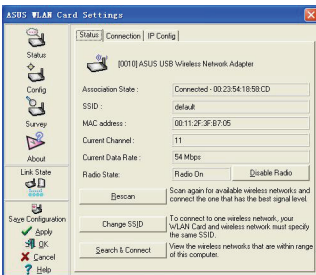 ASUS WLAN Card Settings
Status
Config
Survey
About
Link State
Save Configuration
Apply
OK
Cancel
Help
Status Connection IP Config
[0010] ASUS USB Wireless Network Adapter
Association State : Connected - 00:23:54:18:58:CD
SSID : default
MAC address : 00:11:2F:3F:B7:05
Current Channel : 11
Current Data Rate : 54 Mbps
Radio State: Radio On Disable Radio
Rescan Scan again for available wireless networks and connect the one that has the best signal level.
Change SSID To connect to one wireless network, your WLAN Card and wireless network must specify the same SSID.
Search & Connect View the wireless networks that are within range of this computer.